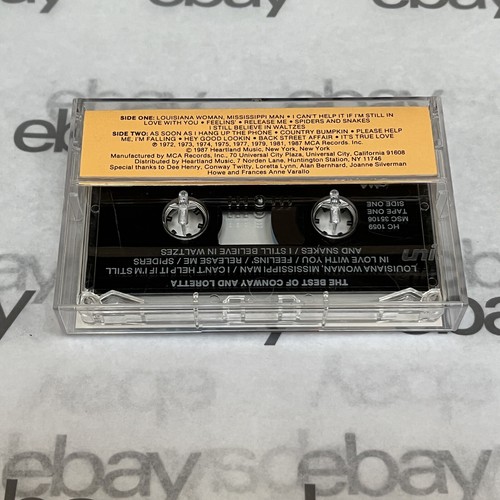 SIDE ONE: LOUISIANA WOMAN, MISSISSIPPI MAN • I CAN'T HELP IT IF I'M STILL IN
LOVE WITH YOU • FEELINS' • RELEASE ME • SPIDERS AND SNAKES
I STILL BELIEVE IN WALTZES
SIDE TWO: AS SOON AS I HANG UP THE PHONE • COUNTRY BUMPKIN • PLEASE HELP
ME, I'M FALLING • HEY GOOD LOOKIN • BACK STREET AFFAIR • IT'S TRUE LOVE
℗ 1972, 1973, 1974, 1975, 1977, 1979, 1981, 1987 MCA Records, Inc.
© 1987 Heartland Music, New York, New York
Manufactured by MCA Records, Inc., 70 Universal City Plaza, Universal City, California 91608
Distributed by Heartland Music, 7 Norden Lane, Huntington Station, NY 11746
Special thanks to Dee Henry, Conway Twitty, Loretta Lynn, Alan Bernhard, Joanne Silverman
Howe and Frances Anne Varallo
THE BEST OF CONWAY AND LORETTA
LOUISIANA WOMAN, MISSISSIPPI MAN / I CAN'T HELP IT IF I'M STILL
IN LOVE WITH YOU / FEELINS' / RELEASE ME / SPIDERS
AND SNAKES / I STILL BELIEVE IN WALTZES
HC 1059
MSC 35106
TAPE ONE
SIDE ONE
ebay
ebay
ebay
ebay